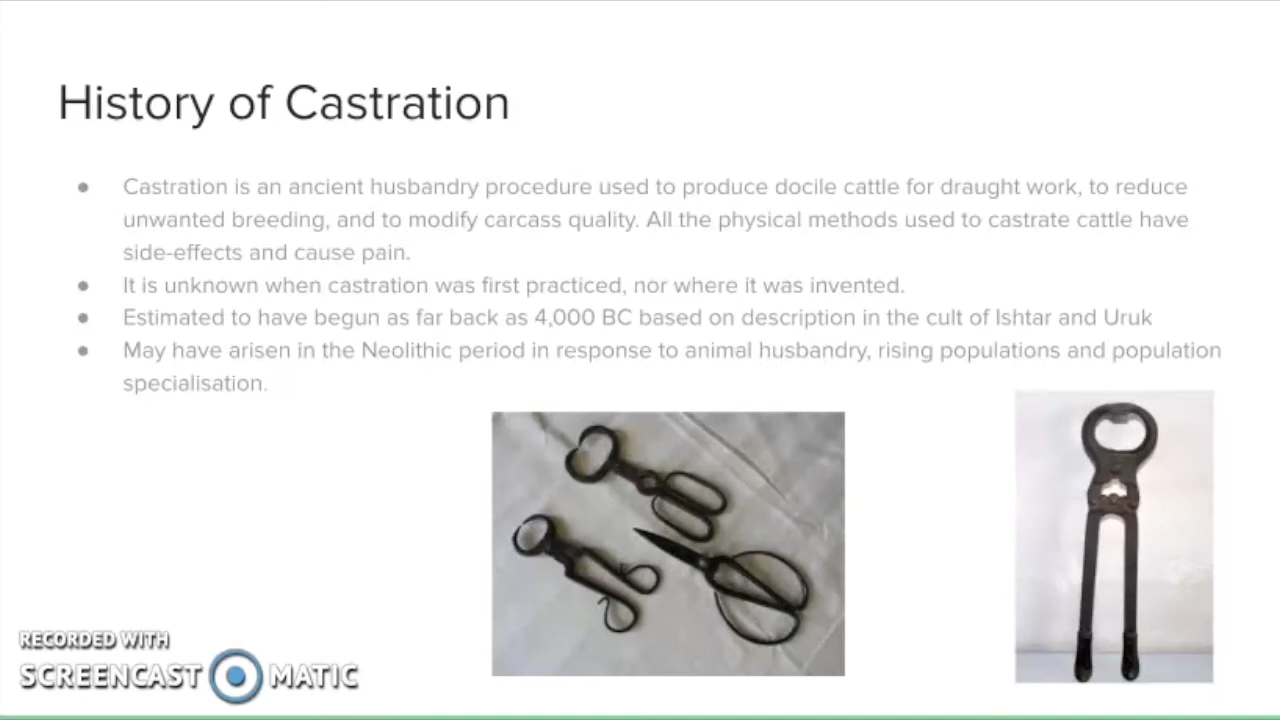 History of Castration
● Castration is an ancient husbandry procedure used to produce docile cattle for draught work, to reduce
unwanted breeding, and to modify carcass quality. All the physical methods used to castrate cattle have
side-effects and cause pain.
● It is unknown when castration was first practiced, nor where it was invented.
● Estimated to have begun as far back as 4,000 BC based on description in the cult of Ishtar and Uruk
● May have arisen in the Neolithic period in response to animal husbandry, rising populations and population
specialisation.
RECORDED WITH
SCREENCAST MATIC